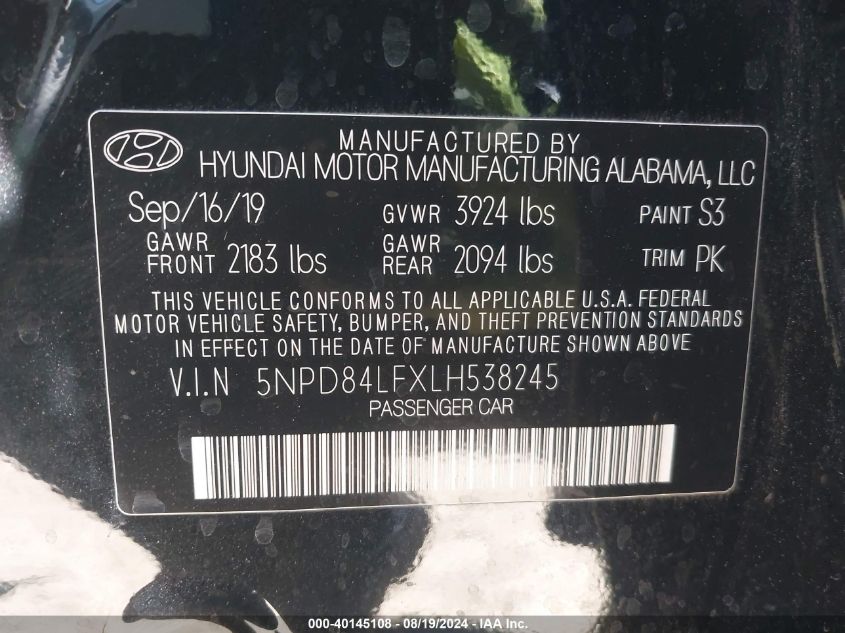 MANUFACTURED BY
HYUNDAI MOTOR MANUFACTURING ALABAMA, LLC
Sep/16/19 GVWR 3924 lbs PAINT S3
GAWR FRONT 2183 lbs GAWR REAR 2094 lbs TRIM PK
THIS VEHICLE CONFORMS TO ALL APPLICABLE U.S.A. FEDERAL
MOTOR VEHICLE SAFETY, BUMPER, AND THEFT PREVENTION STANDARDS
IN EFFECT ON THE DATE OF MANUFACTURE SHOWN ABOVE
V.I.N 5NPD84LFXLH538245
PASSENGER CAR
000-40145108 - 08/19/2024 - IAA Inc.